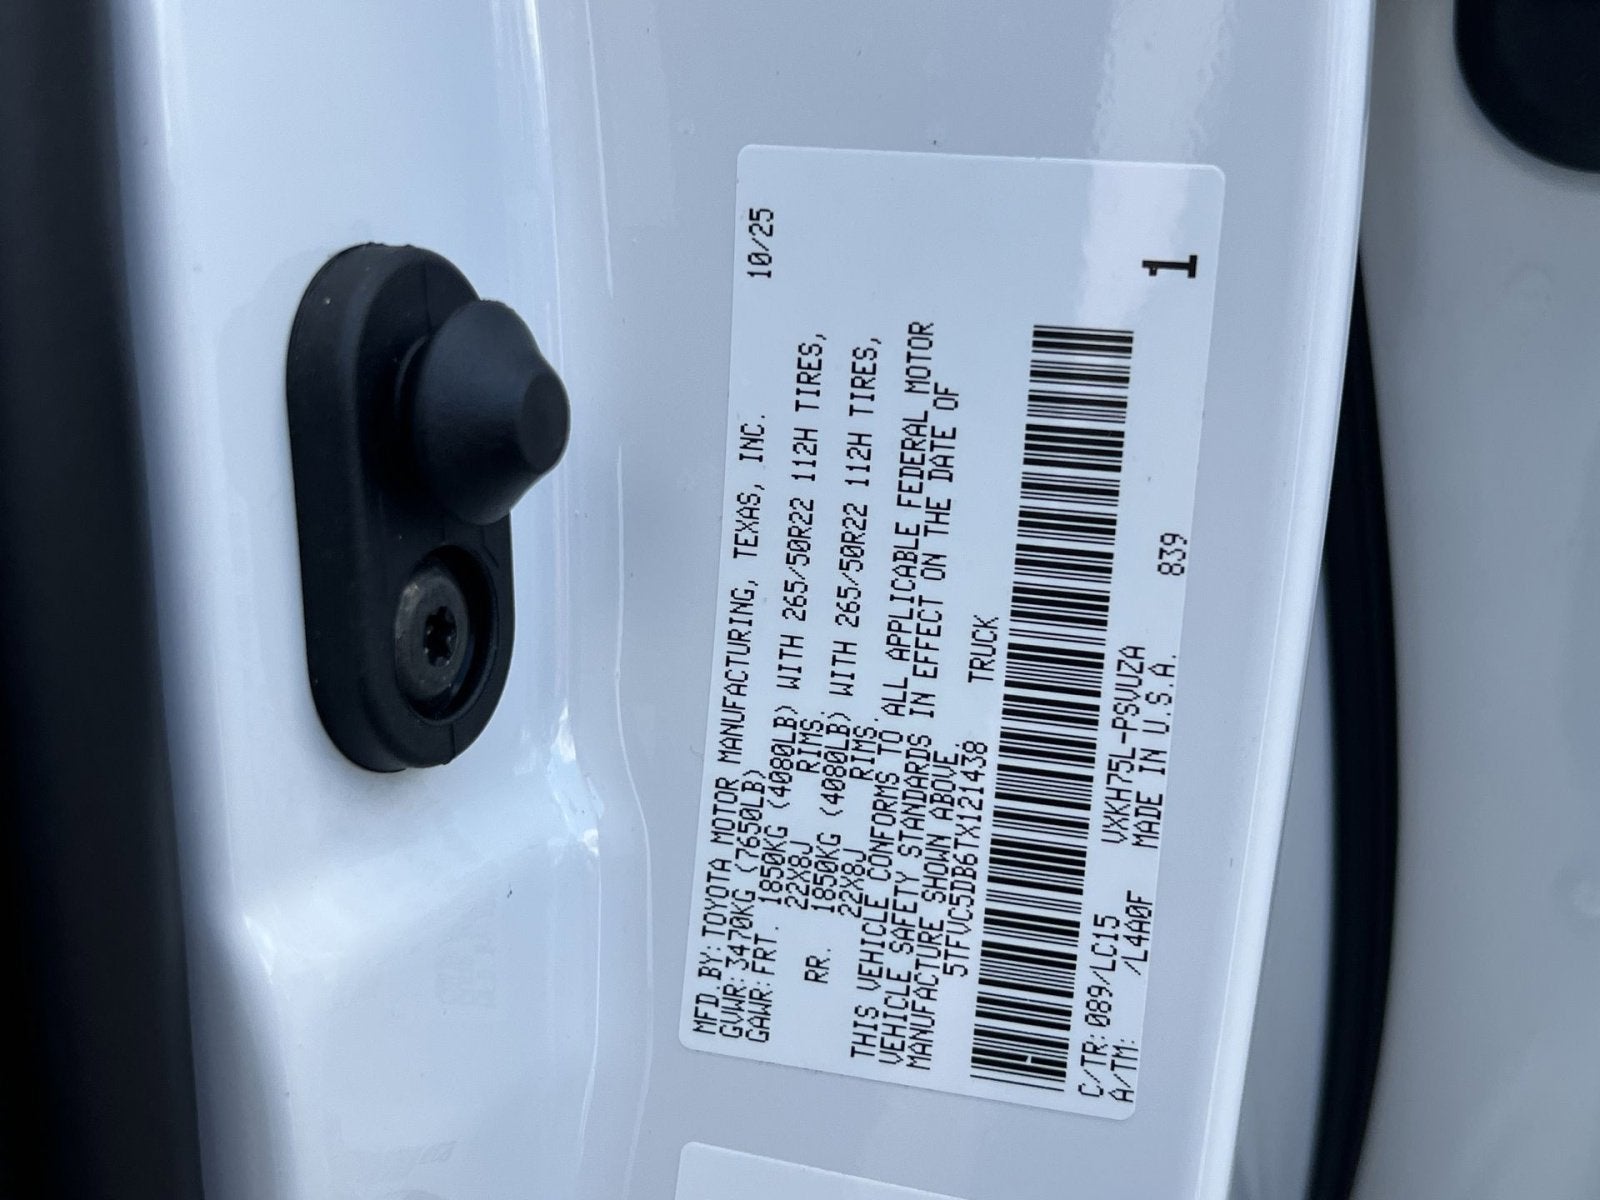 MFD.BY:TOYOTA MOTOR MANUFACTURING, TEXAS, INC. 10/25
GVWR:3470KG(7650LB)
GAWR:FRT. 1850KG (4080LB) WITH 265/50R22 112H TIRES,
22X8J RIMS,
RR. 1850KG (4080LB) WITH 265/50R22 112H TIRES,
22X8J RIMS.
THIS VEHICLE CONFORMS TO ALL APPLICABLE FEDERAL MOTOR
VEHICLE SAFETY STANDARDS IN EFFECT ON THE DATE OF
MANUFACTURE SHOWN ABOVE.
5TFVC5DB6TX121438 TRUCK
C/TR:089/LC15 VXKH75L-PSVUZA
A/TM: /L4A0F MADE IN U.S.A. 839 1